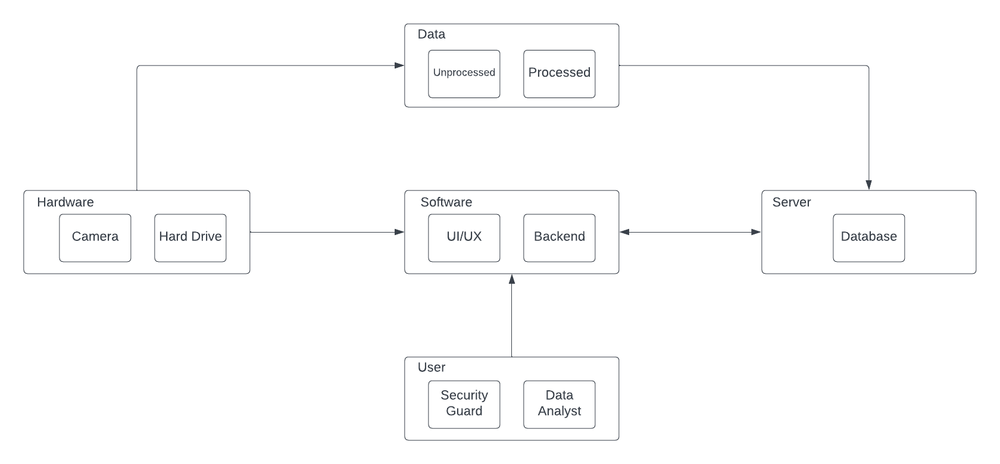 Data
Unprocessed
Processed
Hardware
Camera
Hard Drive
Software
UI/UX
Backend
Server
Database
User
Security
Guard
Data
Analyst